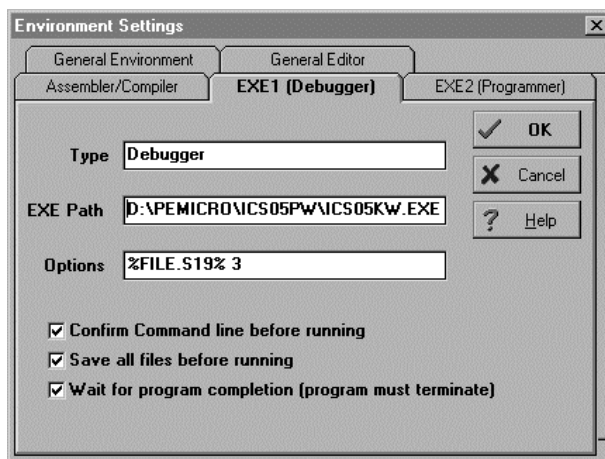 Environment Settings
General Environment
General Editor
Assembler/Compiler
EXE1 (Debugger)
EXE2 (Programmer)
Type
Debugger
EXE Path
D:\PEMICRO\ICS05PW\ICS05KW.EXE
Options
%FILE.S19% 3
Confirm Command line before running
Save all files before running
Wait for program completion (program must terminate)
OK
Cancel
Help